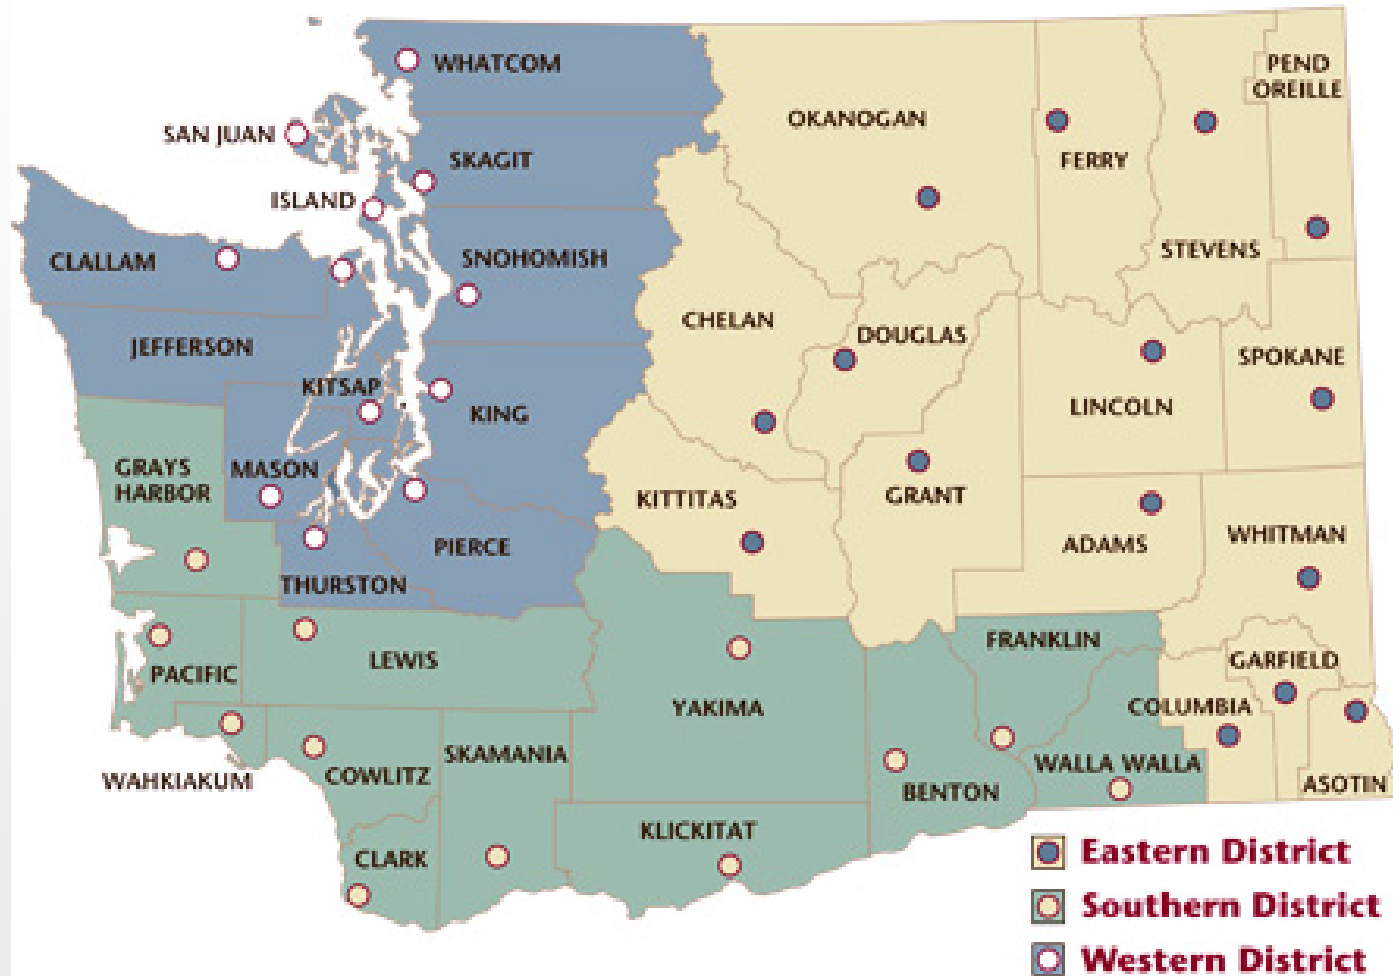 WHATCOM
PEND
OREILLE
OKANOGAN
SAN JUAN
SKAGIT
FERRY
ISLAND
STEVENS
CLALLAM
SNOHOMISH
CHELAN
DOUGLAS
JEFFERSON
SPOKANE
KITSAP
LINCOLN
KING
GRAYS
HARBOR
MASON
KITTITAS
GRANT
WHITMAN
PIERCE
ADAMS
THURSTON
FRANKLIN
LEWIS
GARFIELD
PACIFIC
YAKIMA
COLUMBIA
SKAMANIA
WALLA WALLA
COWLITZ
WAHKIAKUM
ASOTIN
BENTON
KLICKITAT
CLARK
Eastern District
Southern District
Western District